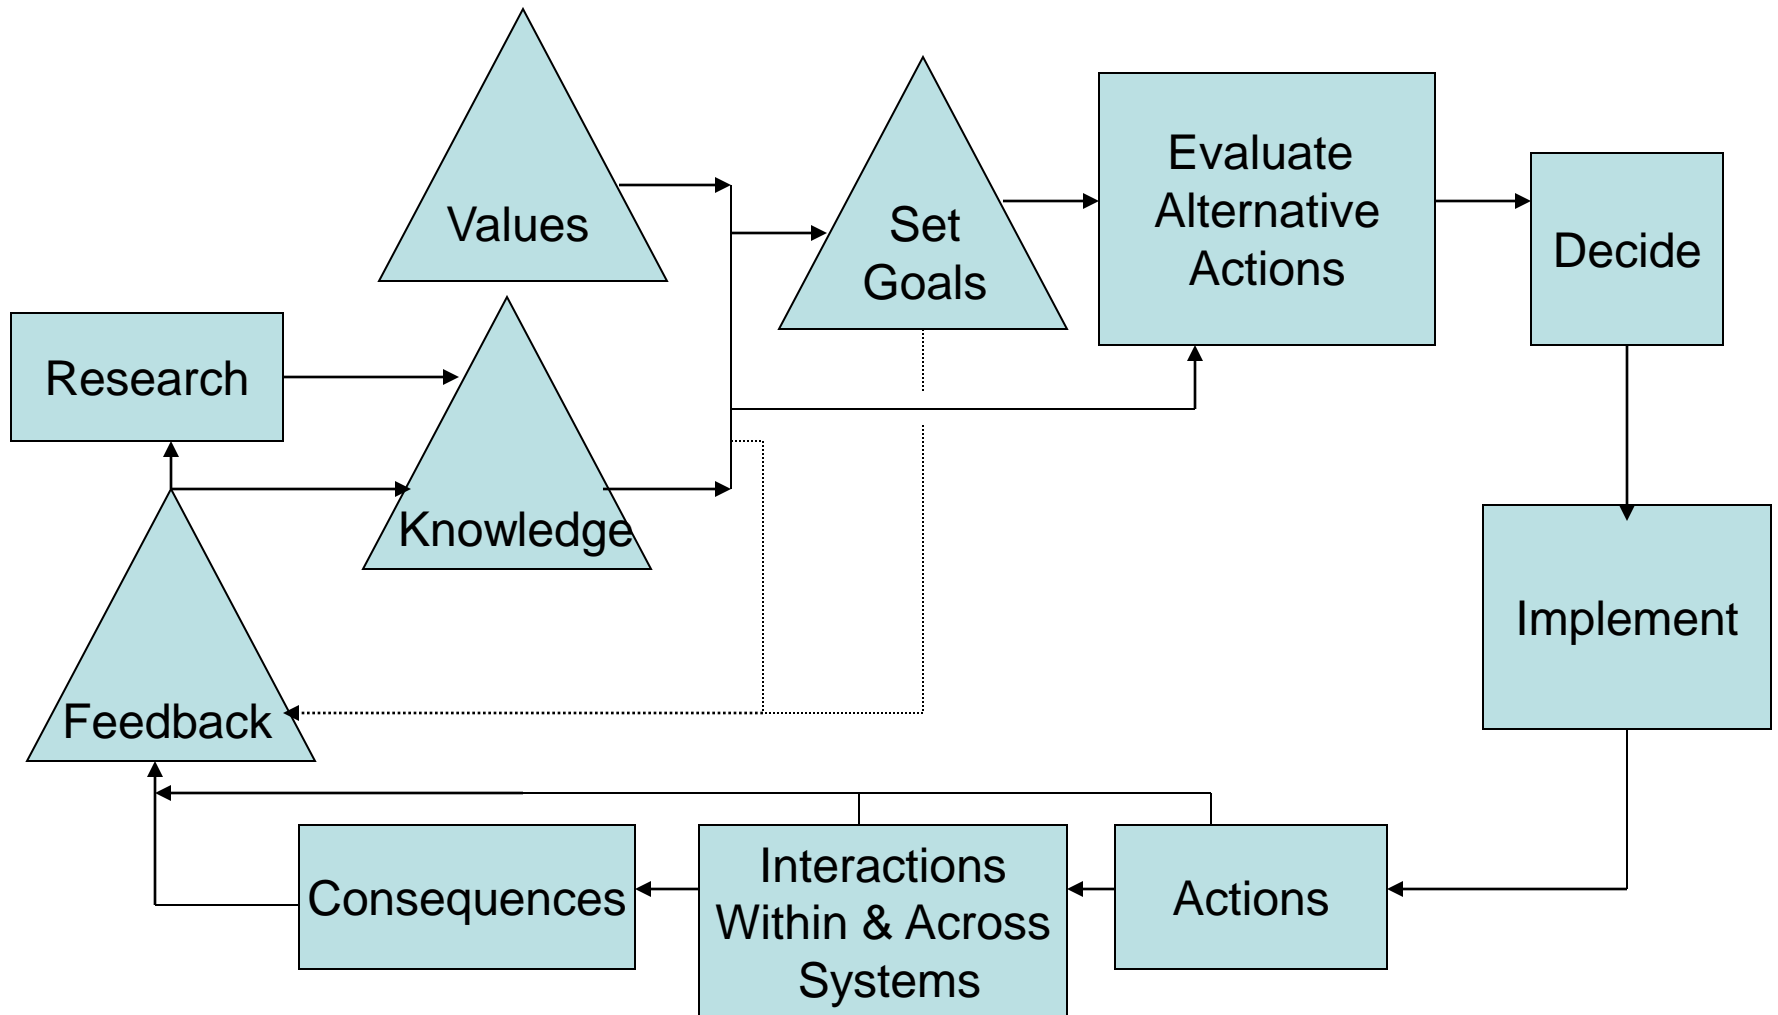 Values
Set
Goals
Evaluate
Alternative
Actions
Decide
Research
Knowledge
Implement
Feedback
Consequences
Interactions
Within & Across
Systems
Actions